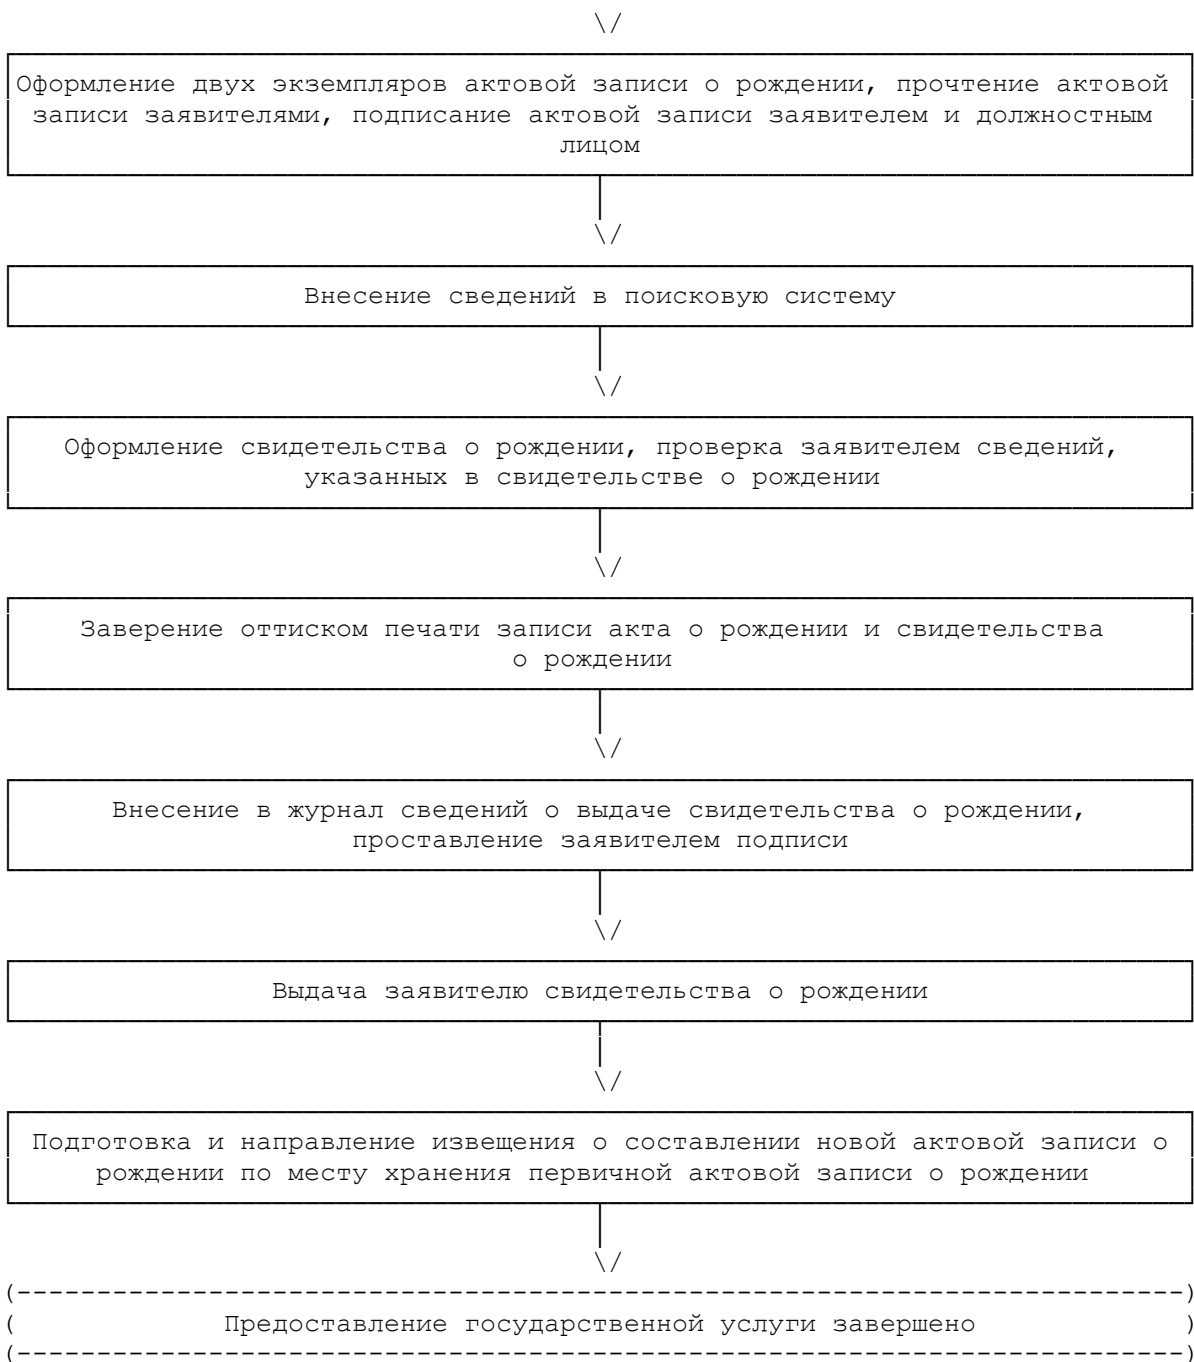 Оформление двух экземпляров актовой записи о рождении, прочтение актовой
записи заявителями, подписание актовой записи заявителем и должностным
лицом
Внесение сведений в поисковую систему
Оформление свидетельства о рождении, проверка заявителем сведений,
указанных в свидетельстве о рождении
Заверение оттиском печати записи акта о рождении и свидетельства
о рождении
Внесение в журнал сведений о выдаче свидетельства о рождении,
проставление заявителем подписи
Выдача заявителю свидетельства о рождении
Подготовка и направление извещения о составлении новой актовой записи о
рождении по месту хранения первичной актовой записи о рождении
Предоставление государственной услуги завершено